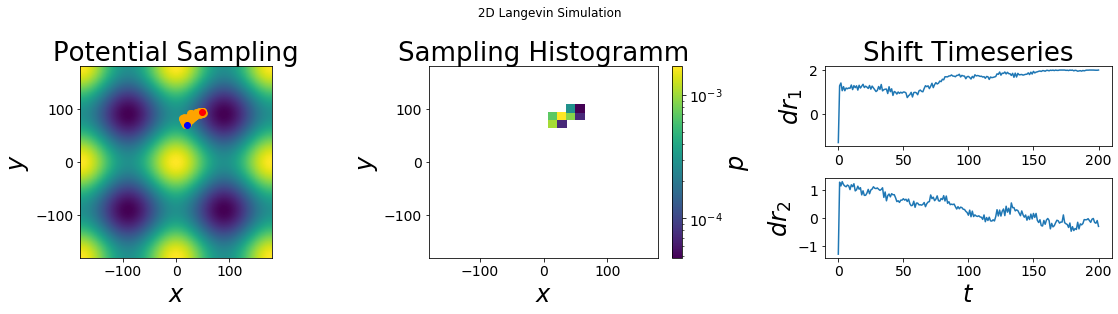 2D Langevin Simulation
Potential Sampling
y
100
0
−100
−100
0
100
x
Sampling Histogramm
y
100
0
−100
−100
0
100
x
10⁻³
10⁻⁴
p
Shift Timeseries
dr₁
2
0
0
50
100
150
200
dr₂
1
0
−1
0
50
100
150
200
t